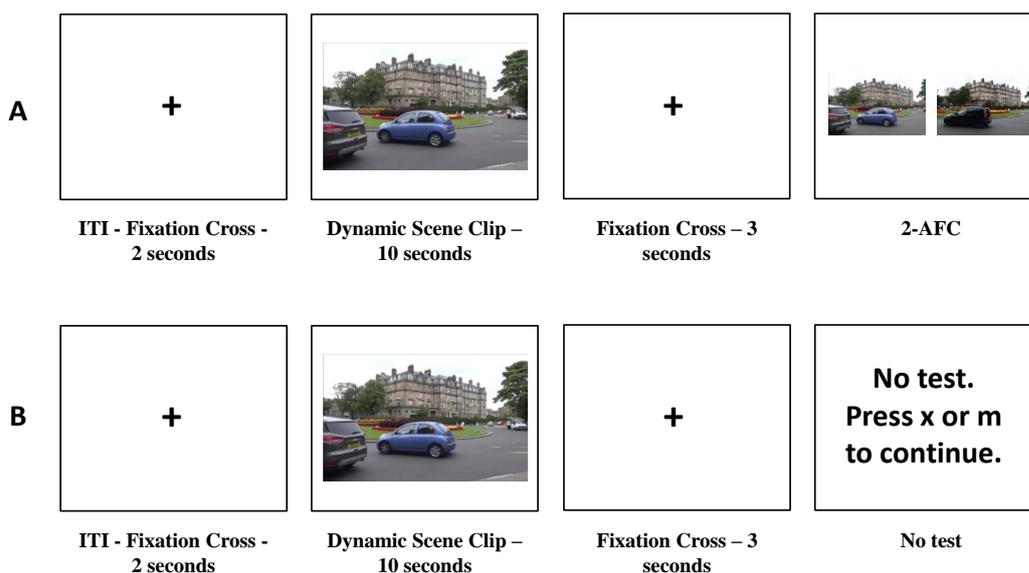 A
+
+
ITI - Fixation Cross -
2 seconds
Dynamic Scene Clip –
10 seconds
Fixation Cross – 3
seconds
2-AFC
B
+
+
No test.
Press x or m
to continue.
ITI - Fixation Cross -
2 seconds
Dynamic Scene Clip –
10 seconds
Fixation Cross – 3
seconds
No test